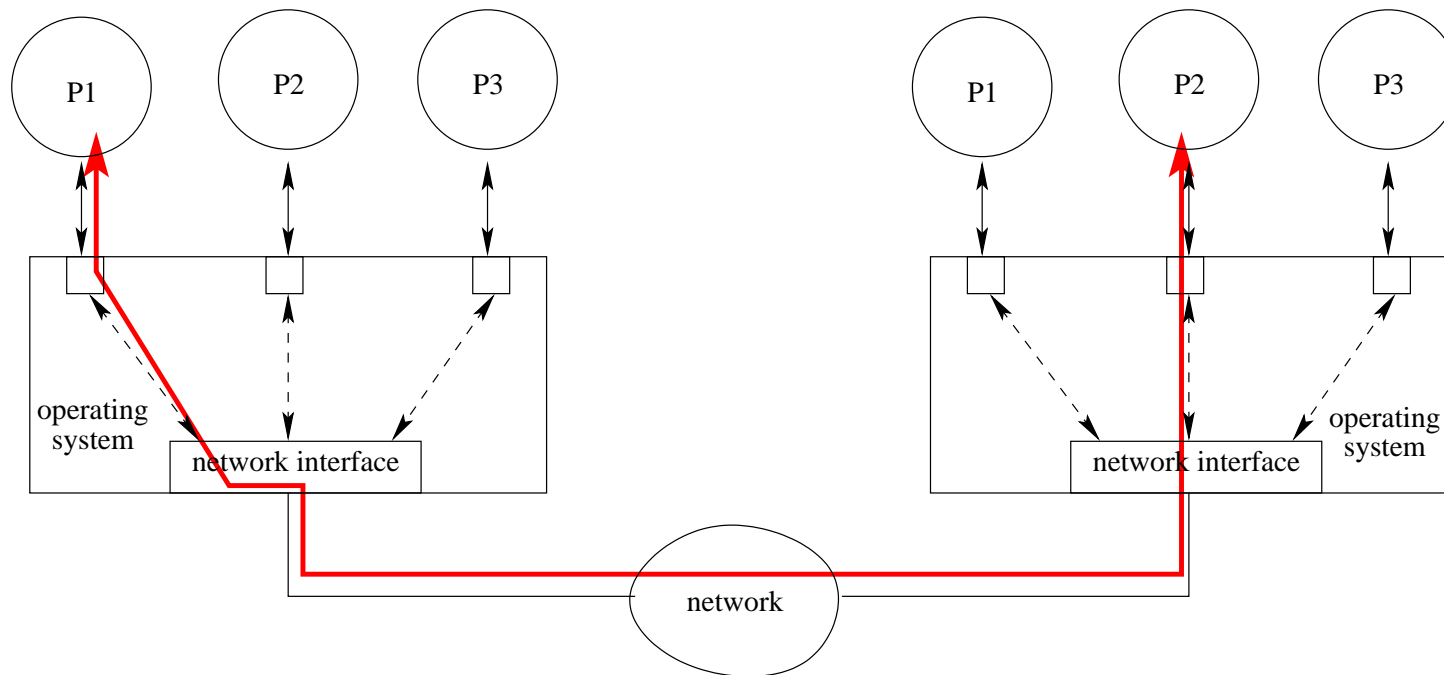 P1
P2
P3
P1
P2
P3
operating
system
network interface
network interface
operating
system
network